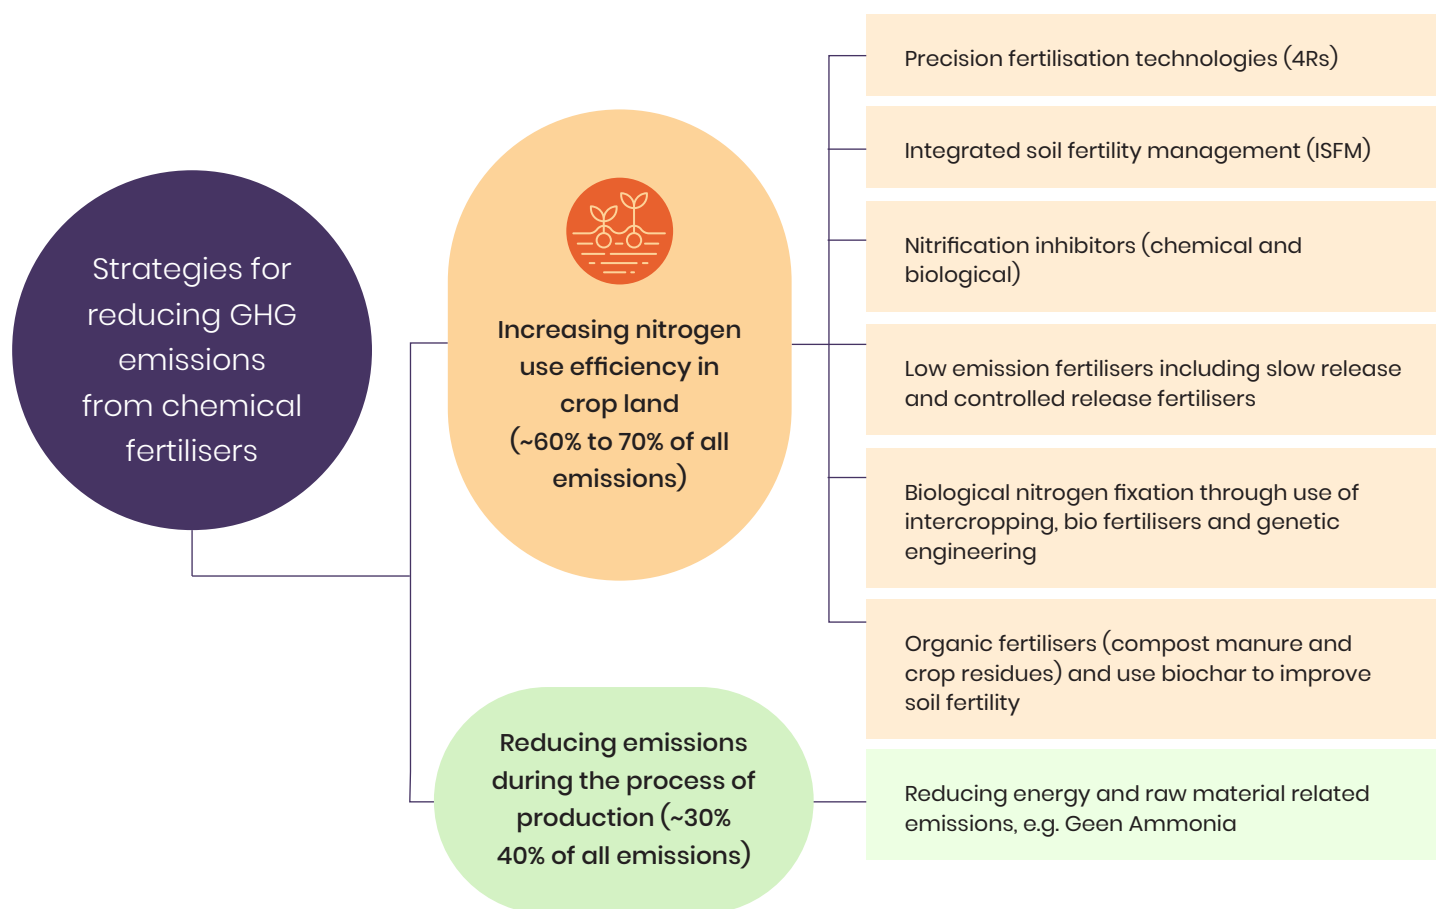 Strategies for
reducing GHG
emissions
from chemical
fertilisers
Increasing nitrogen
use efficiency in
crop land
(~60% to 70% of all
emissions)
Precision fertilisation technologies (4Rs)
Integrated soil fertility management (ISFM)
Nitrification inhibitors (chemical and
biological)
Low emission fertilisers including slow release
and controlled release fertilisers
Biological nitrogen fixation through use of
intercropping, bio fertilisers and genetic
engineering
Organic fertilisers (compost manure and
crop residues) and use biochar to improve
soil fertility
Reducing emissions
during the process of
production (~30%
40% of all emissions)
Reducing energy and raw material related
emissions, e.g. Geen Ammonia